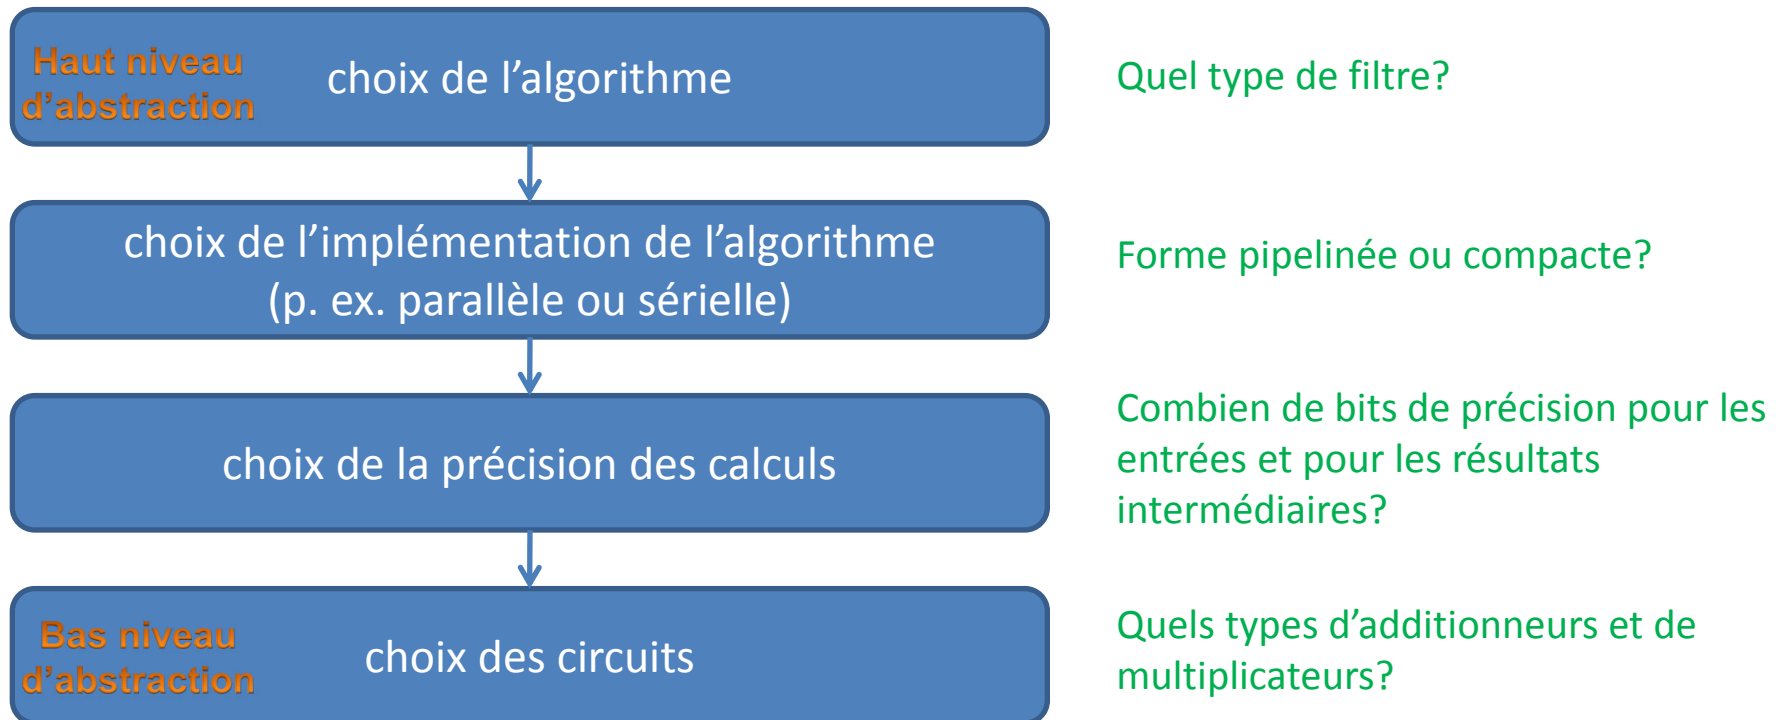 Haut niveau
d’abstraction
choix de l’algorithme
Quel type de filtre?
choix de l’implémentation de l’algorithme
(p. ex. parallèle ou sérielle)
Forme pipelinée ou compacte?
choix de la précision des calculs
Combien de bits de précision pour les
entrées et pour les résultats
intermédiaires?
Bas niveau
d’abstraction
choix des circuits
Quels types d’additionneurs et de
multiplicateurs?